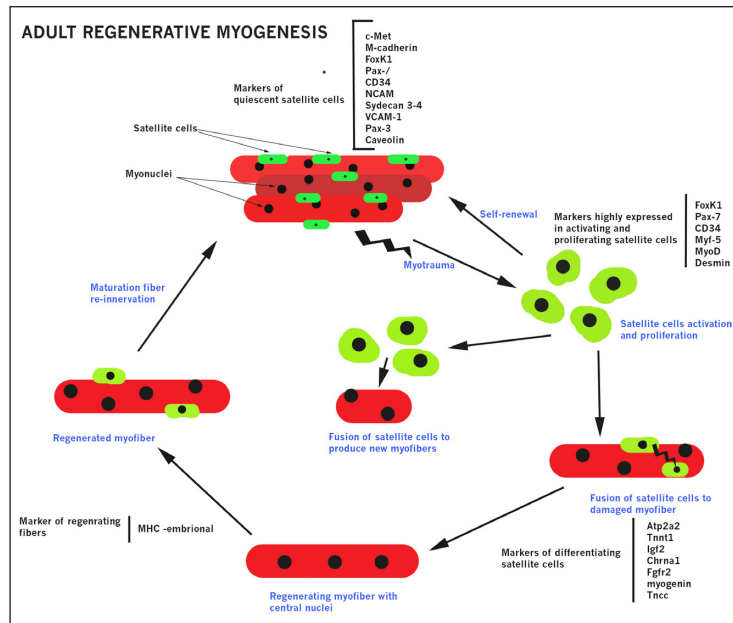 ADULT REGENERATIVE MYOGENESIS
c-Met
M-cadherin
FoxK1
Pax-/
CD34
NCAM
Sydecan 3-4
VCAM-1
Pax-3
Caveolin
Markers of
quiescent satellite cells
Satellite cells
Myonuclei
Self-renewal
Markers highly expressed
in activating and
proliferating satellite cells
FoxK1
Pax-7
CD34
Myf-5
MyoD
Desmin
Myotrauma
Maturation fiber
re-innervation
Satellite cells activation
and proliferation
Regenerated myofiber
Fusion of satellite cells to
produce new myofibers
Fusion of satellite cells to
damaged myofiber
Marker of regenrating
fibers
MHC -embrional
Markers of differentiating
satellite cells
Atp2a2
Tnnt1
Igf2
Chrna1
Fgfr2
myogenin
Tncc
Regenerating myofiber with
central nuclei